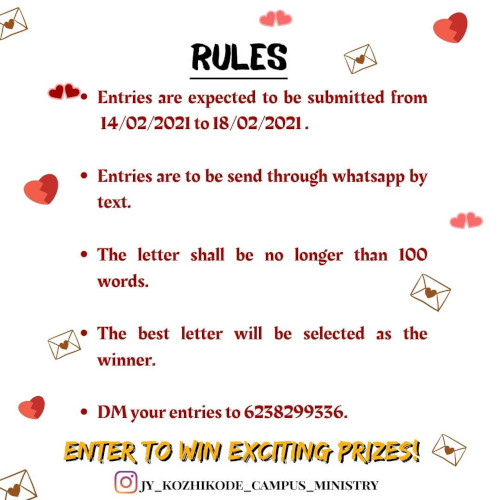 RULES
• Entries are expected to be submitted from
14/02/2021 to 18/02/2021 .
• Entries are to be send through whatsapp by
text.
• The letter shall be no longer than 100
words.
• The best letter will be selected as the
winner.
• DM your entries to 6238299336.
ENTER TO WIN EXCITING PRIZES!
JY_KOZHIKODE_CAMPUS_MINISTRY